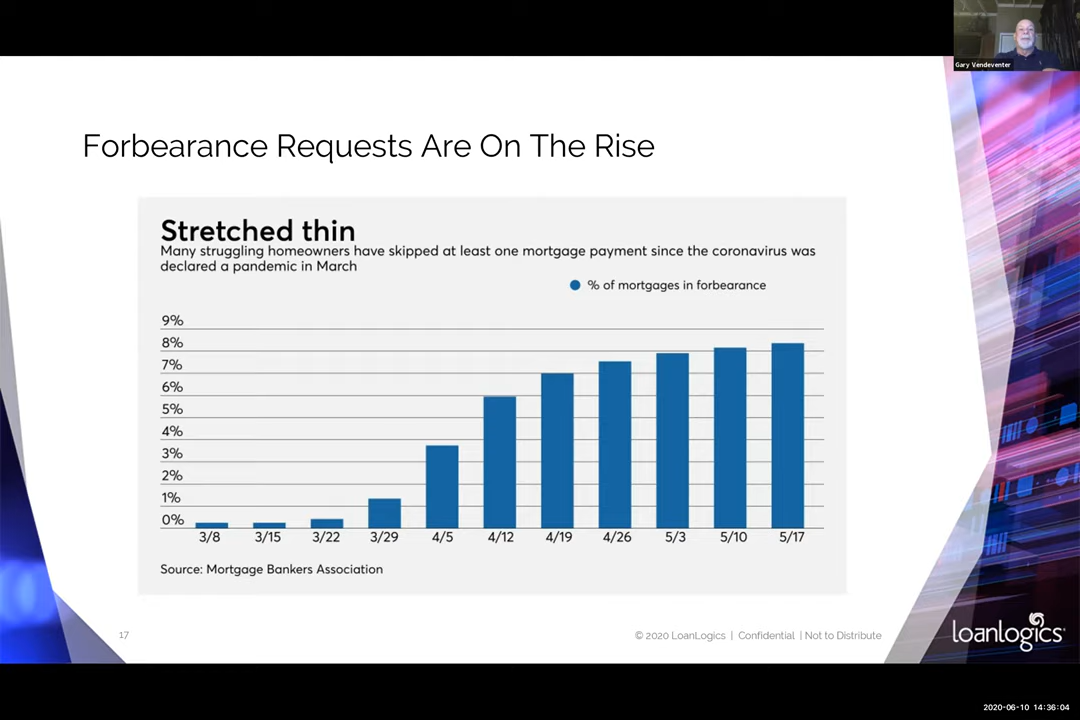 Gary Vendeventer
Forbearance Requests Are On The Rise
Stretched thin
Many struggling homeowners have skipped at least one mortgage payment since the coronavirus was
declared a pandemic in March
% of mortgages in forbearance
9%
8%
7%
6%
5%
4%
3%
2%
1%
0%
3/8 3/15 3/22 3/29 4/5 4/12 4/19 4/26 5/3 5/10 5/17
Source: Mortgage Bankers Association
17
© 2020 LoanLogics | Confidential | Not to Distribute
loanlogics
2020-06-10 14:36:04